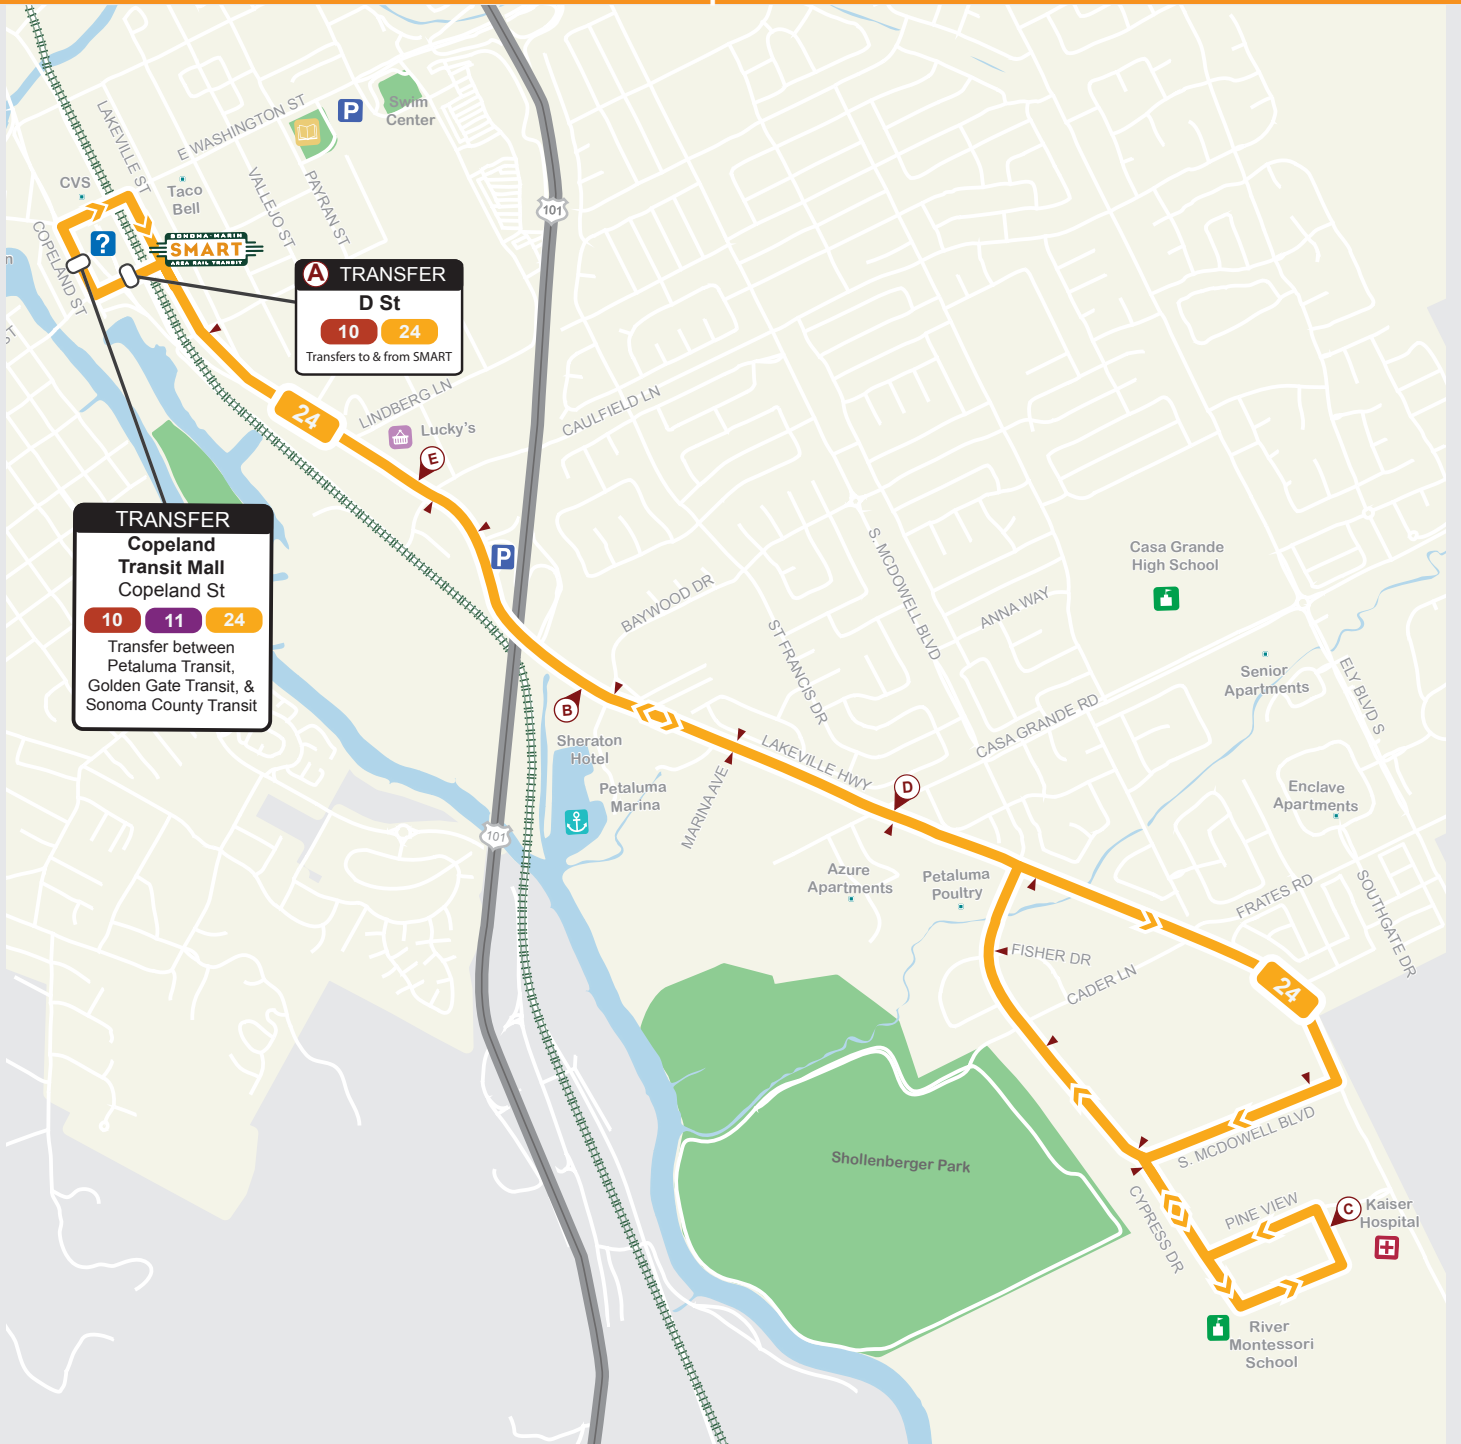 Swim
Center
P
E WASHINGTON ST
LAKEVILLE ST
CVS
Taco
Bell
VALLEJO ST
PAYRAN ST
101
COPELAND ST
?
SONOMA-MARIN
SMART
AREA RAIL TRANSIT
n
ST
A TRANSFER
D St
10 24
Transfers to & from SMART
24
LINDBERG LN
CAULFIELD LN
Lucky's
E
TRANSFER
Copeland
Transit Mall
Copeland St
10 11 24
Transfer between
Petaluma Transit,
Golden Gate Transit, &
Sonoma County Transit
P
S. MCDOWELL BLVD
Casa Grande
High School
BAYWOOD DR
ANNA WAY
ST FRANCIS DR
Senior
Apartments
ELY BLVD S
B
CASA GRANDE RD
Sheraton
Hotel
LAKEVILLE HWY
Petaluma
Marina
MARINA AVE
D
Enclave
Apartments
101
Azure
Apartments
Petaluma
Poultry
FRATES RD
SOUTHGATE DR
FISHER DR
CADER LN
24
S. MCDOWELL BLVD
Shollenberger Park
CYPRESS DR
PINE VIEW
C
Kaiser
Hospital
River
Montessori
School